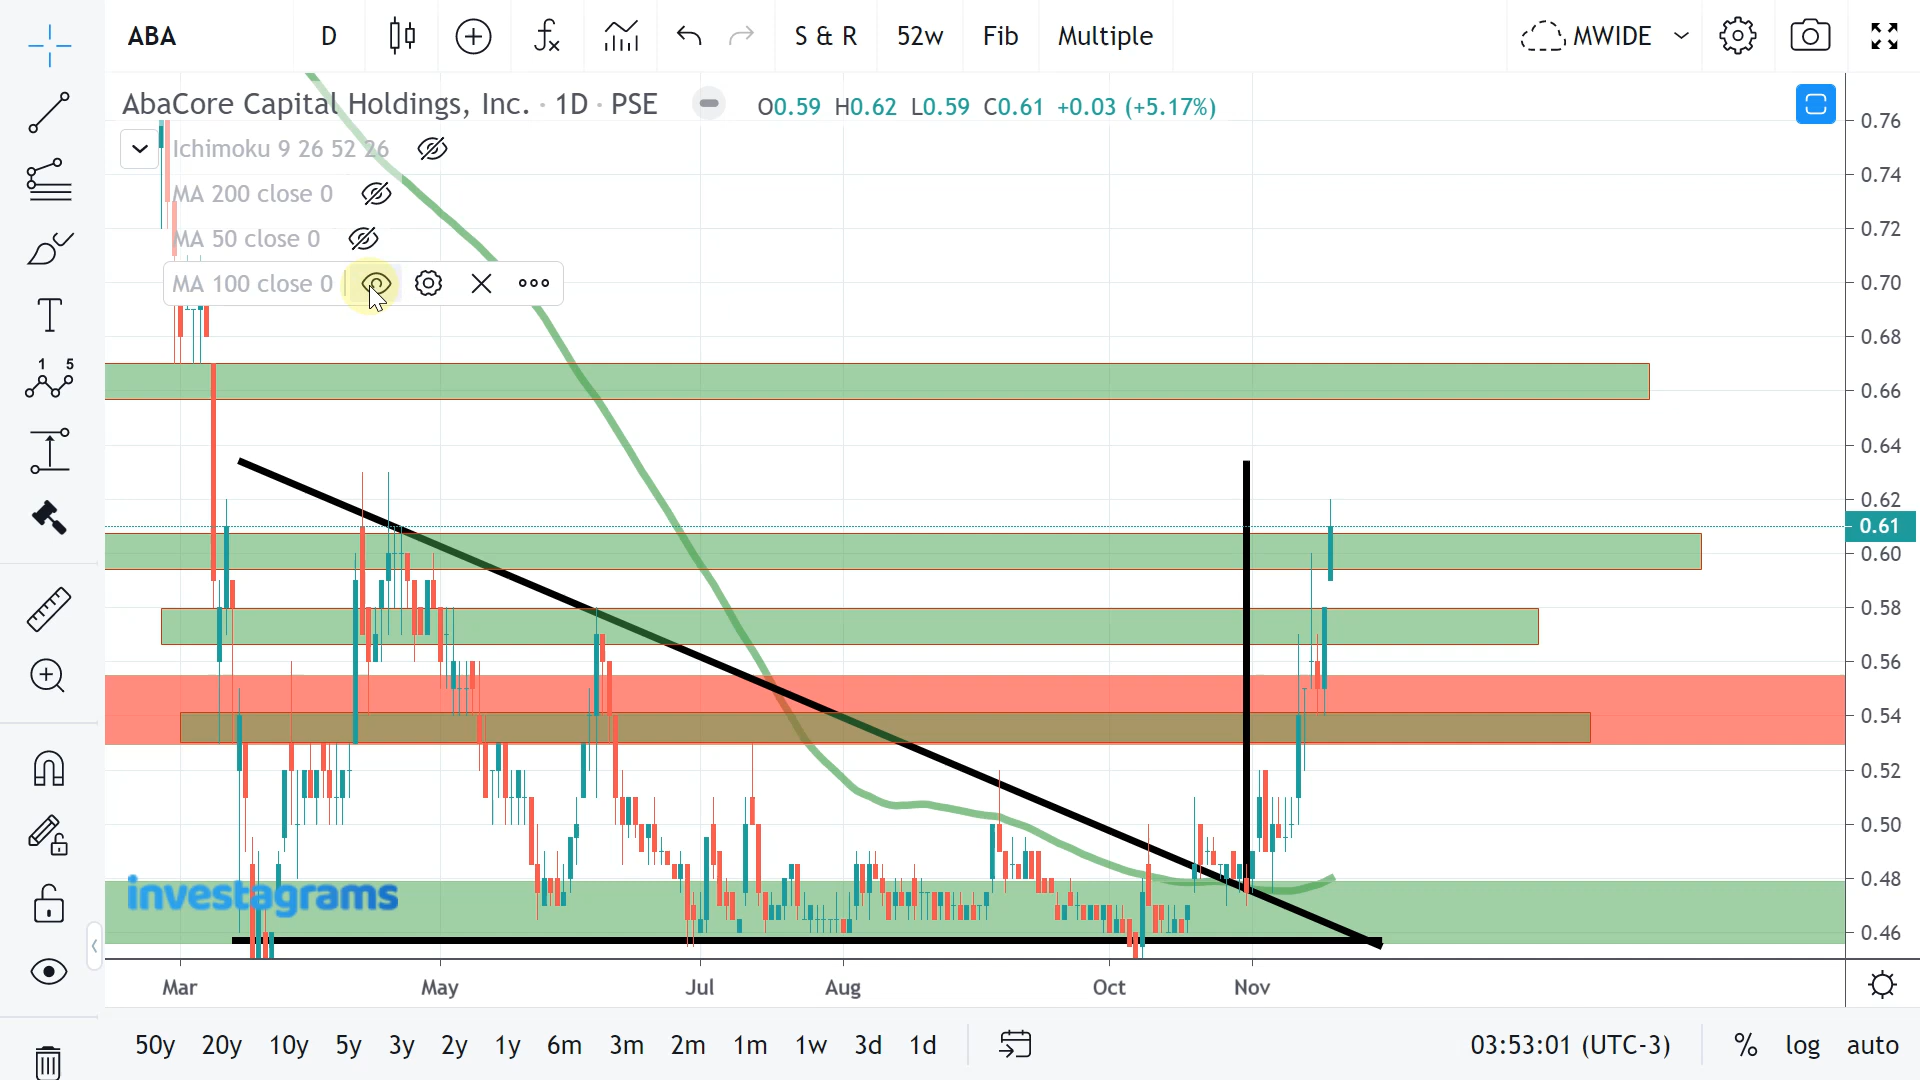 ABA D S & R 52w Fib Multiple MWIDE
AbaCore Capital Holdings, Inc. · 1D · PSE O0.59 H0.62 L0.59 C0.61 +0.03 (+5.17%)
Ichimoku 9 26 52 26
MA 200 close 0
MA 50 close 0
MA 100 close 0
T
1 5
0.76
0.74
0.72
0.70
0.68
0.66
0.64
0.62
0.61
0.60
0.58
0.56
0.54
0.52
0.50
0.48
0.46
investagrams
Mar May Jul Aug Oct Nov
50y 20y 10y 5y 3y 2y 1y 6m 3m 2m 1m 1w 3d 1d 03:53:01 (UTC-3) % log auto